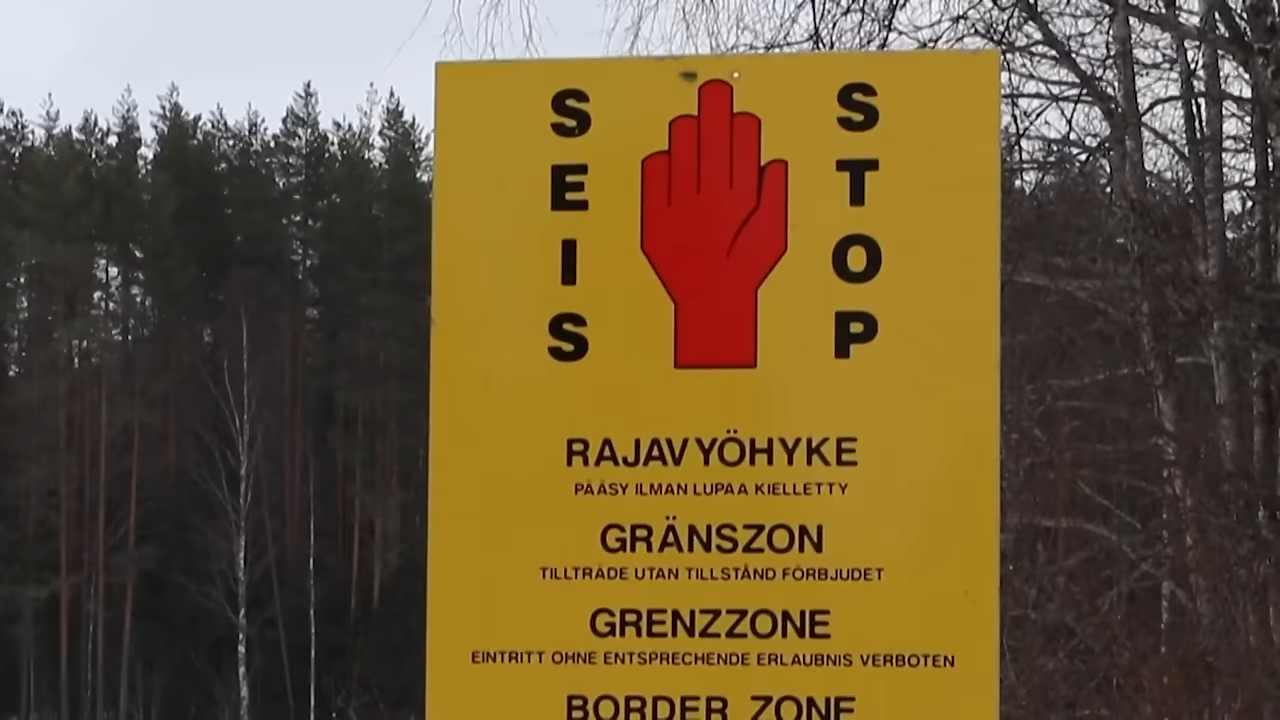 SEIS
STOP
RAJAVYÖHYKE
PÄÄSY ILMAN LUPAA KIELLETTY
GRÄNSZON
TILLTRÄDE UTAN TILLSTÅND FÖRBJUDET
GRENZZONE
EINTRITT OHNE ENTSPRECHENDE ERLAUBNIS VERBOTEN
BORDER ZONE